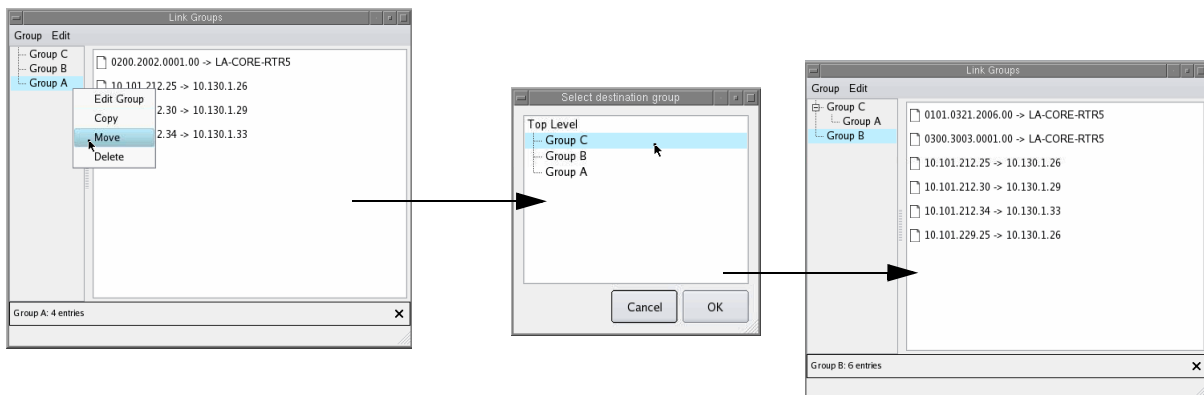 Link Groups
Group Edit
Group C
Group B
Group A
0200.2002.0001.00 -> LA-CORE-RTR5
10.101.212.25 -> 10.130.1.26
2.30 -> 10.130.1.29
2.34 -> 10.130.1.33
Edit Group
Copy
Move
Delete
Group A: 4 entries
Select destination group
Top Level
Group C
Group B
Group A
Cancel OK
Link Groups
Group Edit
Group C
Group A
Group B
0101.0321.2006.00 -> LA-CORE-RTR5
0300.3003.0001.00 -> LA-CORE-RTR5
10.101.212.25 -> 10.130.1.26
10.101.212.30 -> 10.130.1.29
10.101.212.34 -> 10.130.1.33
10.101.229.25 -> 10.130.1.26
Group B: 6 entries